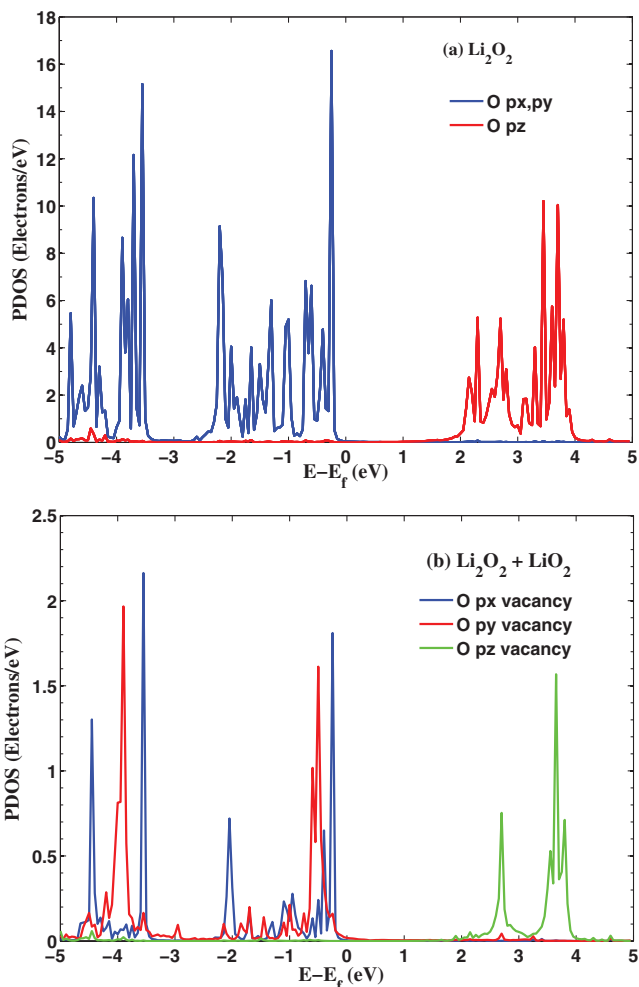 18
16
14
12
10
8
6
4
2
0
PDOS (Electrons/eV)
(a) Li₂O₂
O px,py
O pz
−5 −4 −3 −2 −1 0 1 2 3 4 5
E−E_f (eV)
2.5
2
1.5
1
0.5
0
PDOS (Electrons/eV)
(b) Li₂O₂ + LiO₂
O px vacancy
O py vacancy
O pz vacancy
−5 −4 −3 −2 −1 0 1 2 3 4 5
E−E_f (eV)